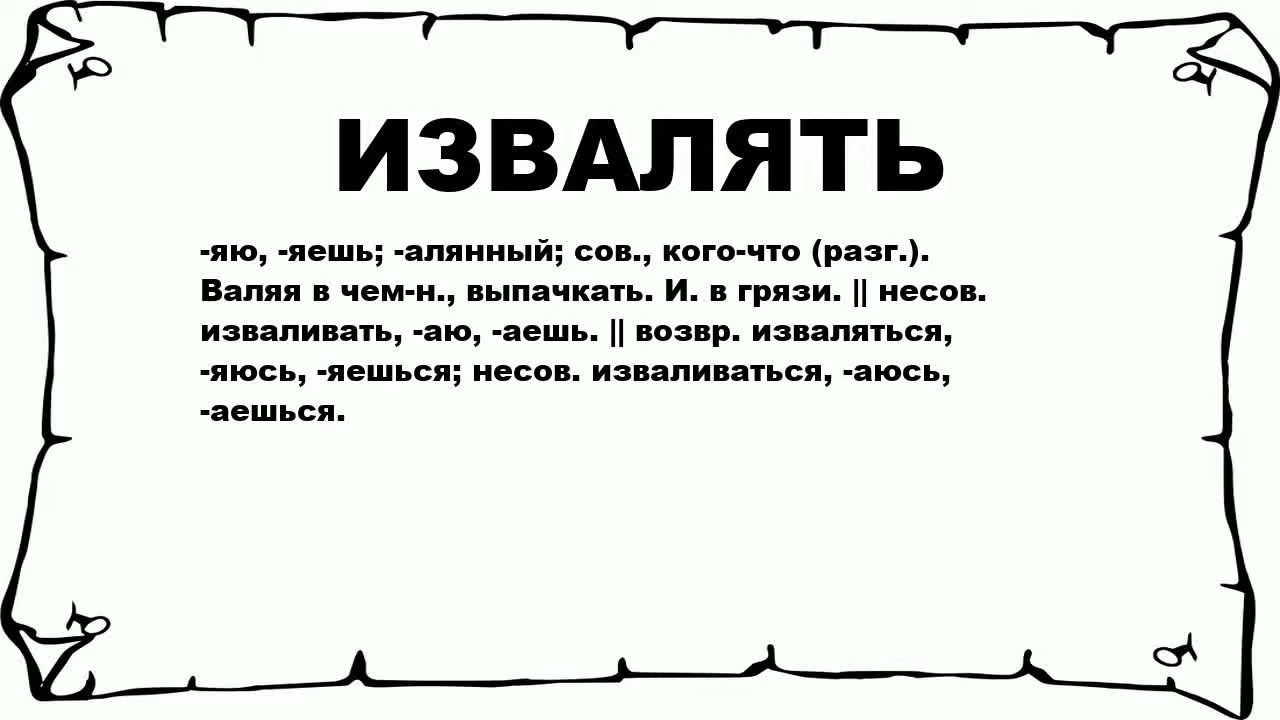 ИЗВАЛЯТЬ
-яю, -яешь; -алянный; сов., кого-что (разг.).
Валяя в чем-н., выпачкать. И. в грязи. || несов.
изваливать, -аю, -аешь. || возвр. изваляться,
-яюсь, -яешься; несов. изваливаться, -аюсь,
-аешься.